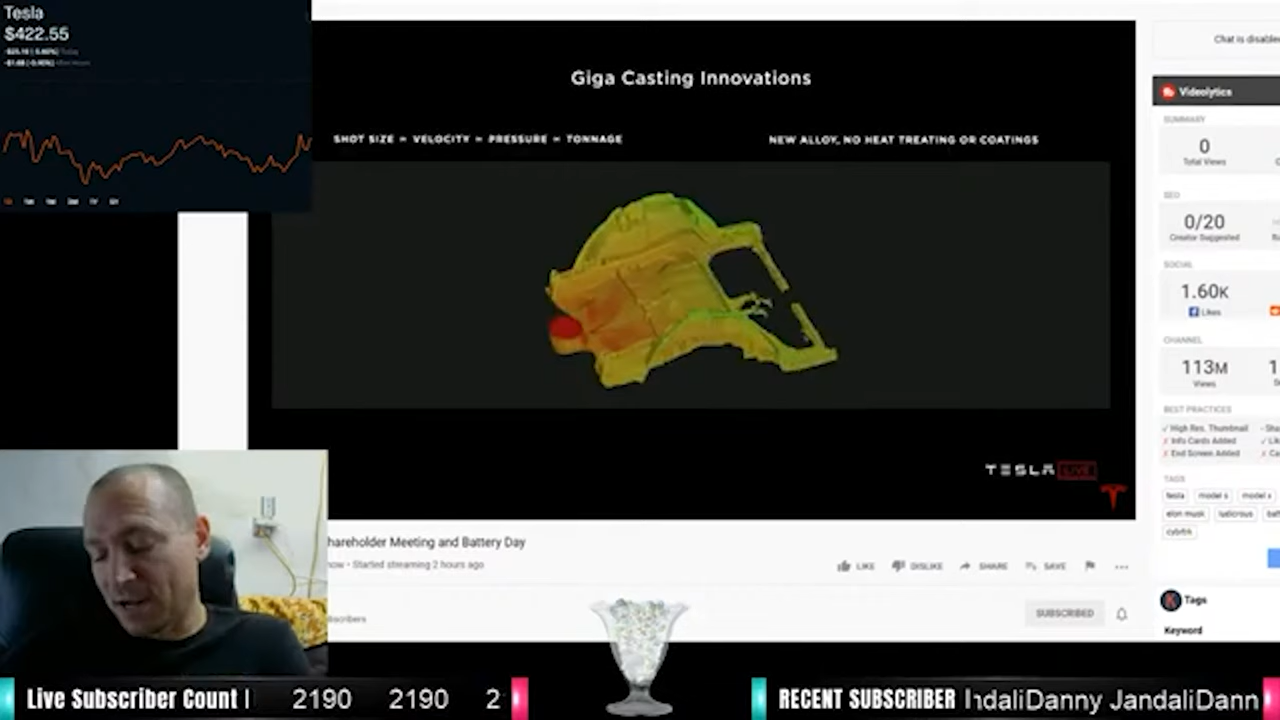 Tesla
$422.55
Giga Casting Innovations
SHOT SIZE = VELOCITY = PRESSURE = TONNAGE
NEW ALLOY, NO HEAT TREATING OR COATINGS
TESLA LIVE
hareholder Meeting and Battery Day
now • Started streaming 2 hours ago
LIKE
DISLIKE
SHARE
SAVE
SUBSCRIBED
Chat is disable
Videolytics
SUMMARY
0
Total Views
SEO
0/20
Creator Suggested
SOCIAL
1.60K
Likes
CHANNEL
113M
Views
BEST PRACTICES
High Res. Thumbnail
Info Cards Added
End Screen Added
TAGS
tesla model s model x
elon musk ludicrous
Tags
Keyword
Live Subscriber Count | 2190 2190 2
RECENT SUBSCRIBER
ndaliDanny JandaliDann